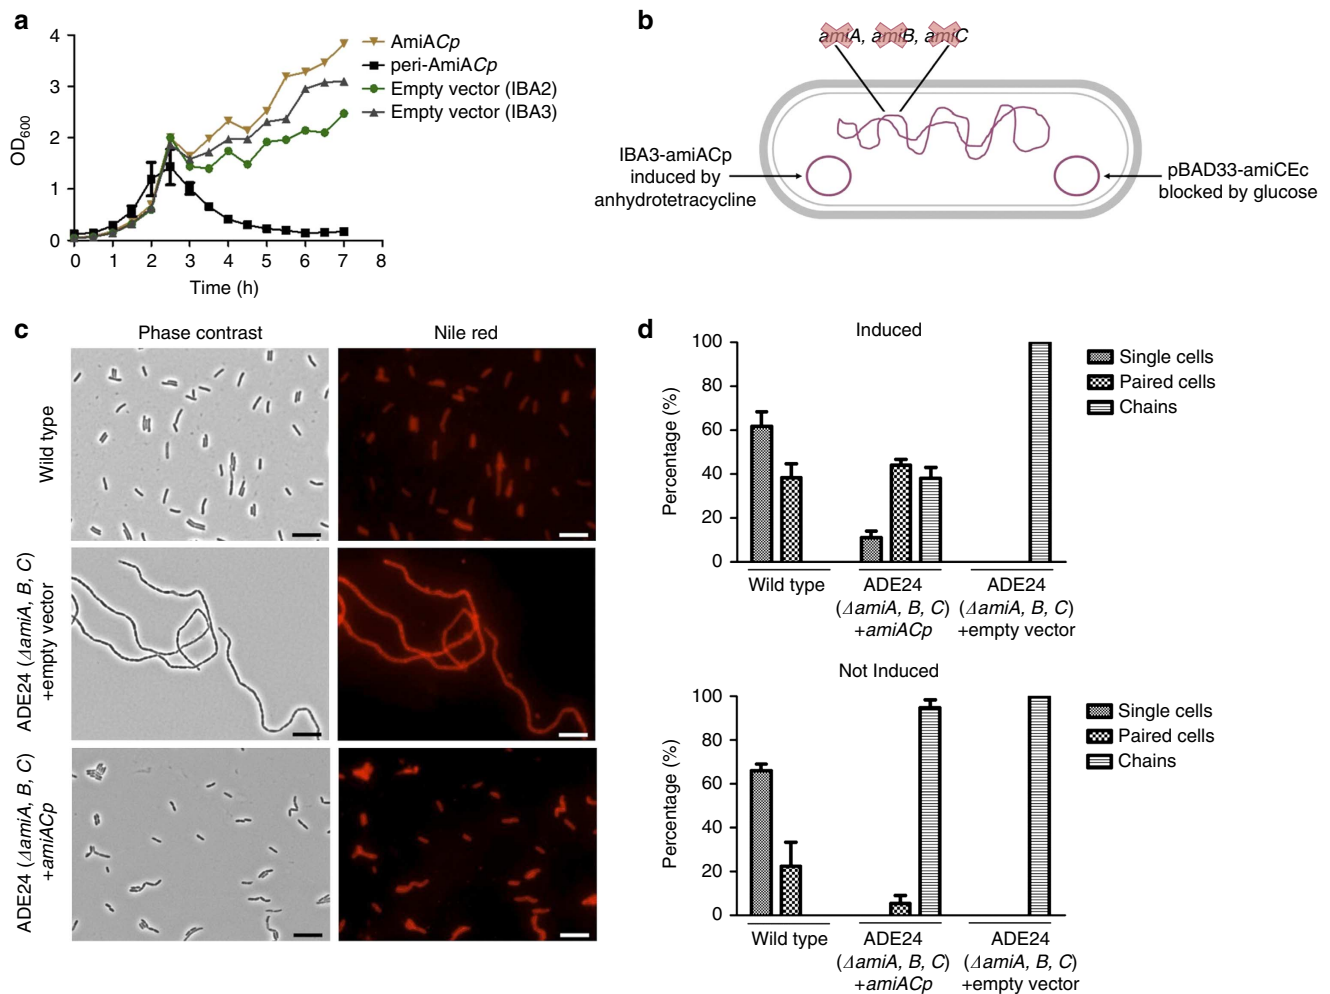 a
4
3
2
1
0
OD600
0 1 2 3 4 5 6 7 8
Time (h)
AmiACp
peri-AmiACp
Empty vector (IBA2)
Empty vector (IBA3)
b
amiA, amiB, amiC
IBA3-amiACp
induced by
anhydrotetracycline
pBAD33-amiCEc
blocked by glucose
c
Phase contrast
Nile red
Wild type
ADE24 (ΔamiA, B, C)
+empty vector
ADE24 (ΔamiA, B, C)
+amiACp
d
Induced
100
80
60
40
20
0
Percentage (%)
Single cells
Paired cells
Chains
Wild type
ADE24
(ΔamiA, B, C)
+amiACp
ADE24
(ΔamiA, B, C)
+empty vector
Not Induced
100
80
60
40
20
0
Percentage (%)
Single cells
Paired cells
Chains
Wild type
ADE24
(ΔamiA, B, C)
+amiACp
ADE24
(ΔamiA, B, C)
+empty vector